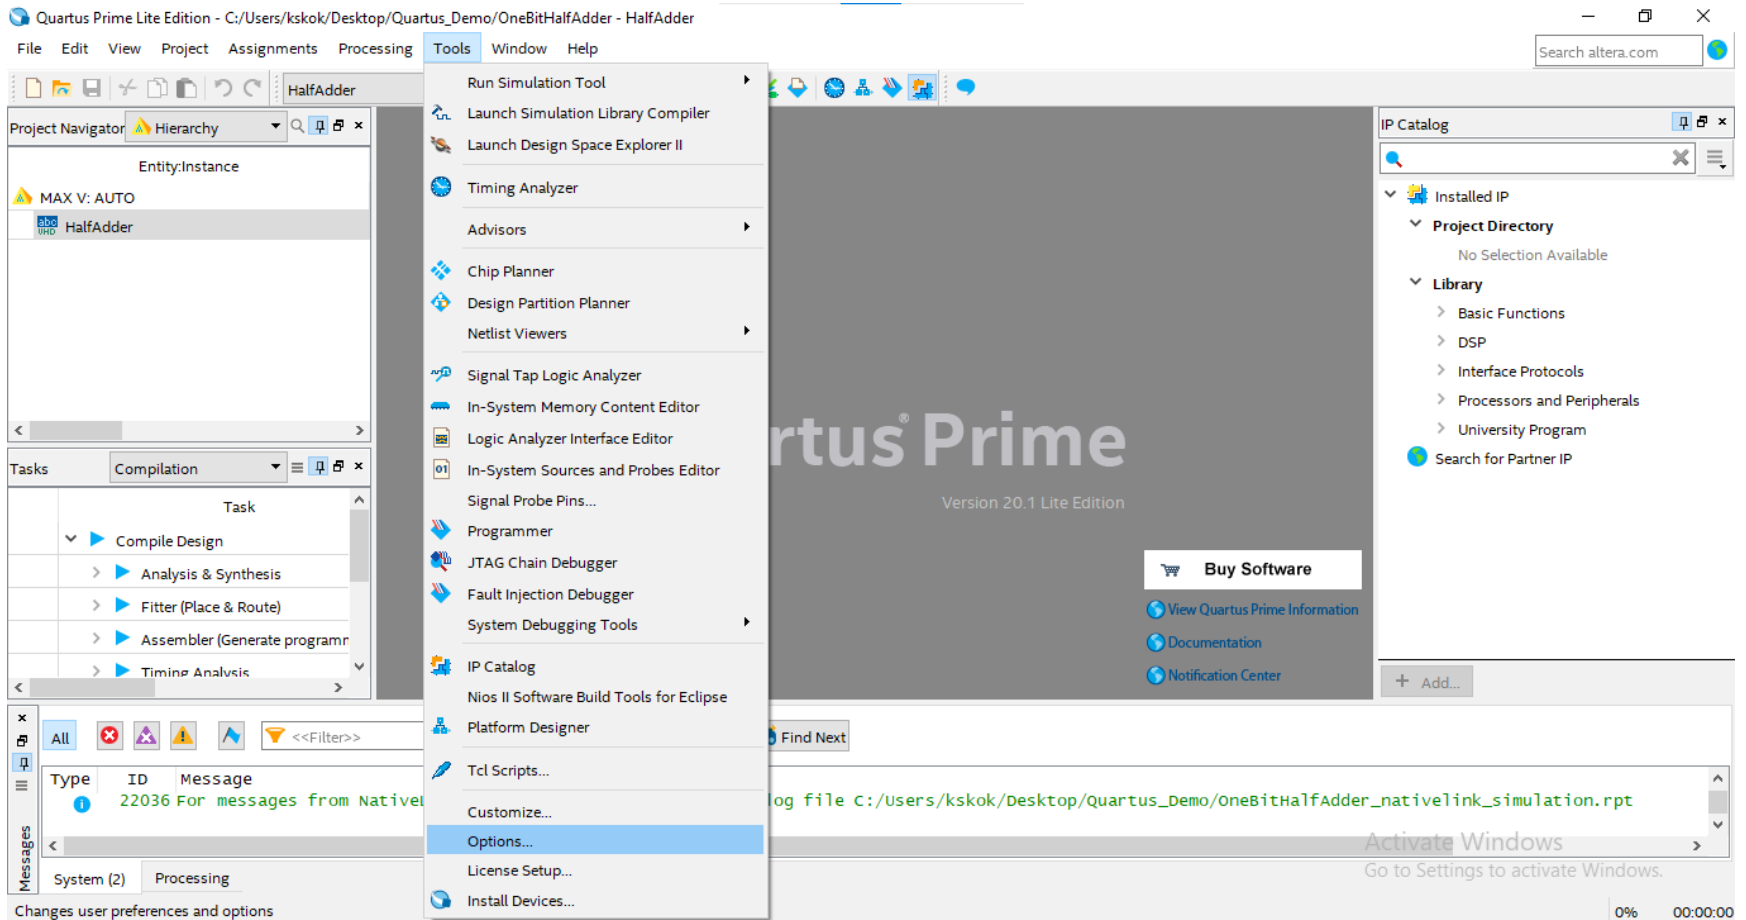 Quartus Prime Lite Edition - C:/Users/kskok/Desktop/Quartus_Demo/OneBitHalfAdder - HalfAdder
File Edit View Project Assignments Processing Tools Window Help
Search altera.com
HalfAdder
Project Navigator Hierarchy
Entity:Instance
MAX V: AUTO
abc
VHD
HalfAdder
Tasks Compilation
Task
Compile Design
Analysis & Synthesis
Fitter (Place & Route)
Assembler (Generate programm
Timing Analysis
Run Simulation Tool
Launch Simulation Library Compiler
Launch Design Space Explorer II
Timing Analyzer
Advisors
Chip Planner
Design Partition Planner
Netlist Viewers
Signal Tap Logic Analyzer
In-System Memory Content Editor
Logic Analyzer Interface Editor
01
In-System Sources and Probes Editor
Signal Probe Pins...
Programmer
JTAG Chain Debugger
Fault Injection Debugger
System Debugging Tools
IP Catalog
Nios II Software Build Tools for Eclipse
Platform Designer
Tcl Scripts...
Customize...
Options...
License Setup...
Install Devices...
rtus® Prime
Version 20.1 Lite Edition
Buy Software
View Quartus Prime Information
Documentation
Notification Center
IP Catalog
Installed IP
Project Directory
No Selection Available
Library
Basic Functions
DSP
Interface Protocols
Processors and Peripherals
University Program
Search for Partner IP
+ Add...
All <<Filter>> Find Next
Type ID Message
22036 For messages from NativeL
og file C:/Users/kskok/Desktop/Quartus_Demo/OneBitHalfAdder_nativelink_simulation.rpt
Messages
System (2) Processing
Activate Windows
Go to Settings to activate Windows.
Changes user preferences and options
0% 00:00:00